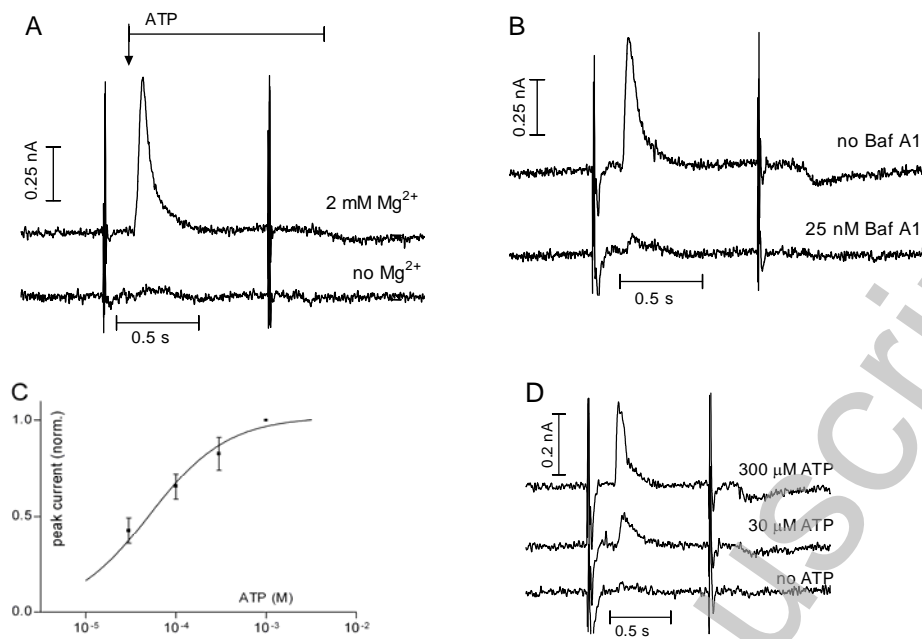 A
ATP
0.25 nA
2 mM Mg2+
no Mg2+
0.5 s
B
0.25 nA
no Baf A1
25 nM Baf A1
0.5 s
C
peak current (norm.)
1.0
0.5
0.0
ATP (M)
10-5
10-4
10-3
10-2
D
0.2 nA
300 μM ATP
30 μM ATP
no ATP
0.5 s
uscri